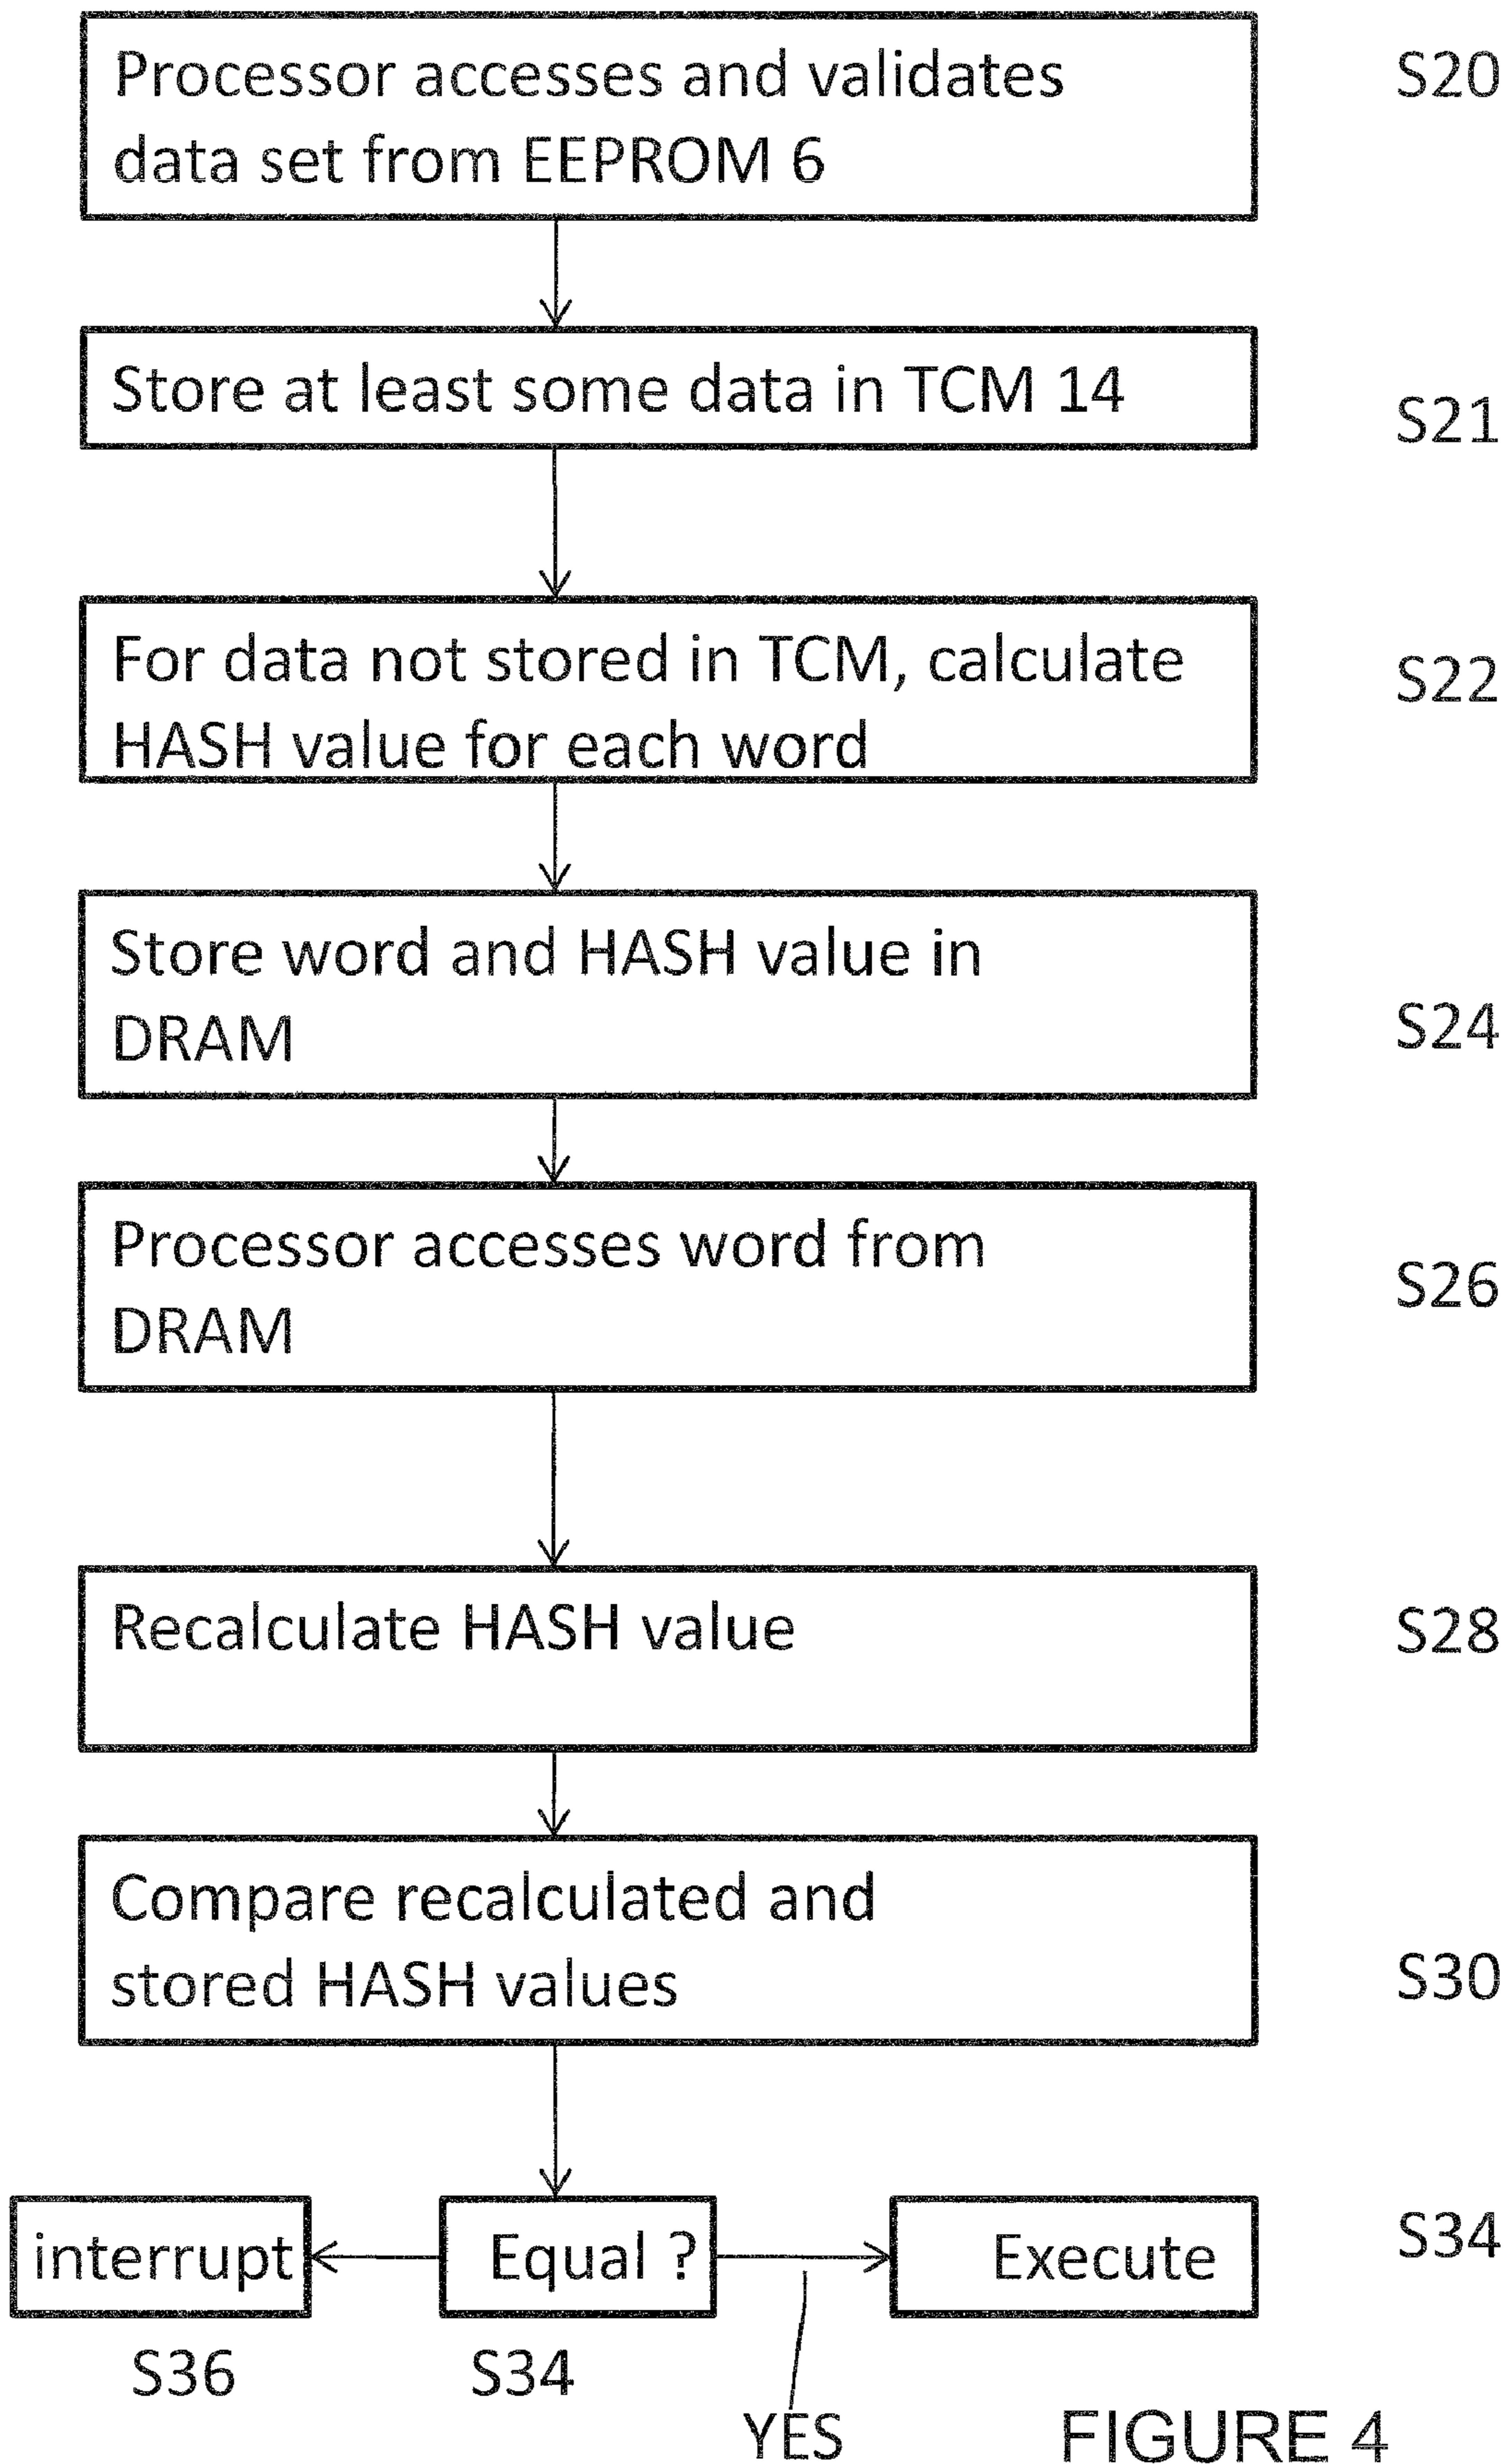 Processor accesses and validates
data set from EEPROM 6
S20
Store at least some data in TCM 14
S21
For data not stored in TCM, calculate
HASH value for each word
S22
Store word and HASH value in
DRAM
S24
Processor accesses word from
DRAM
S26
Recalculate HASH value
S28
Compare recalculated and
stored HASH values
S30
interrupt
Equal ?
Execute
S34
S36
S34
YES
FIGURE 4